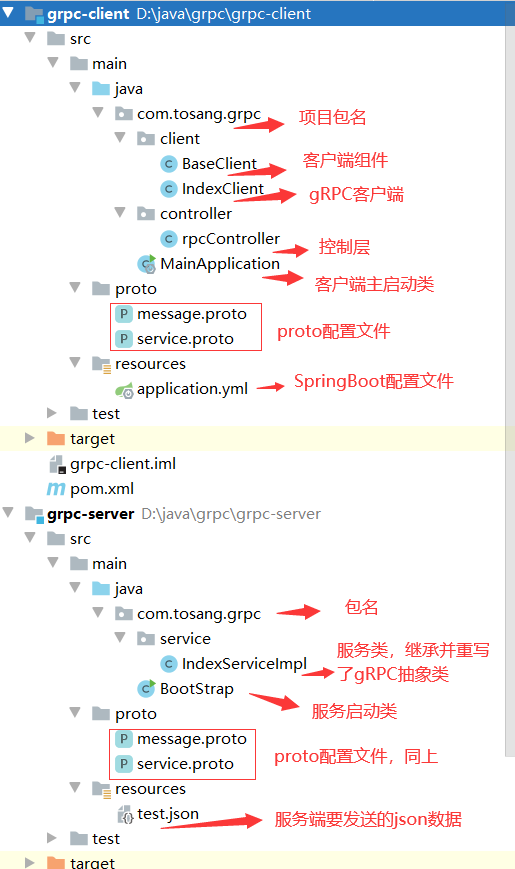 grpc-client D:\java\grpc\grpc-client
src
main
java
com.tosang.grpc
项目包名
client
BaseClient
客户端组件
IndexClient
gRPC客户端
controller
rpcController
控制层
MainApplication
客户端主启动类
proto
message.proto
service.proto
proto配置文件
resources
application.yml
SpringBoot配置文件
test
target
grpc-client.iml
pom.xml
grpc-server D:\java\grpc\grpc-server
src
main
java
com.tosang.grpc
包名
service
IndexServiceImpl
服务类，继承并重写
了gRPC抽象类
BootStrap
服务启动类
proto
message.proto
service.proto
proto配置文件，同上
resources
test.json
服务端要发送的json数据
test
target